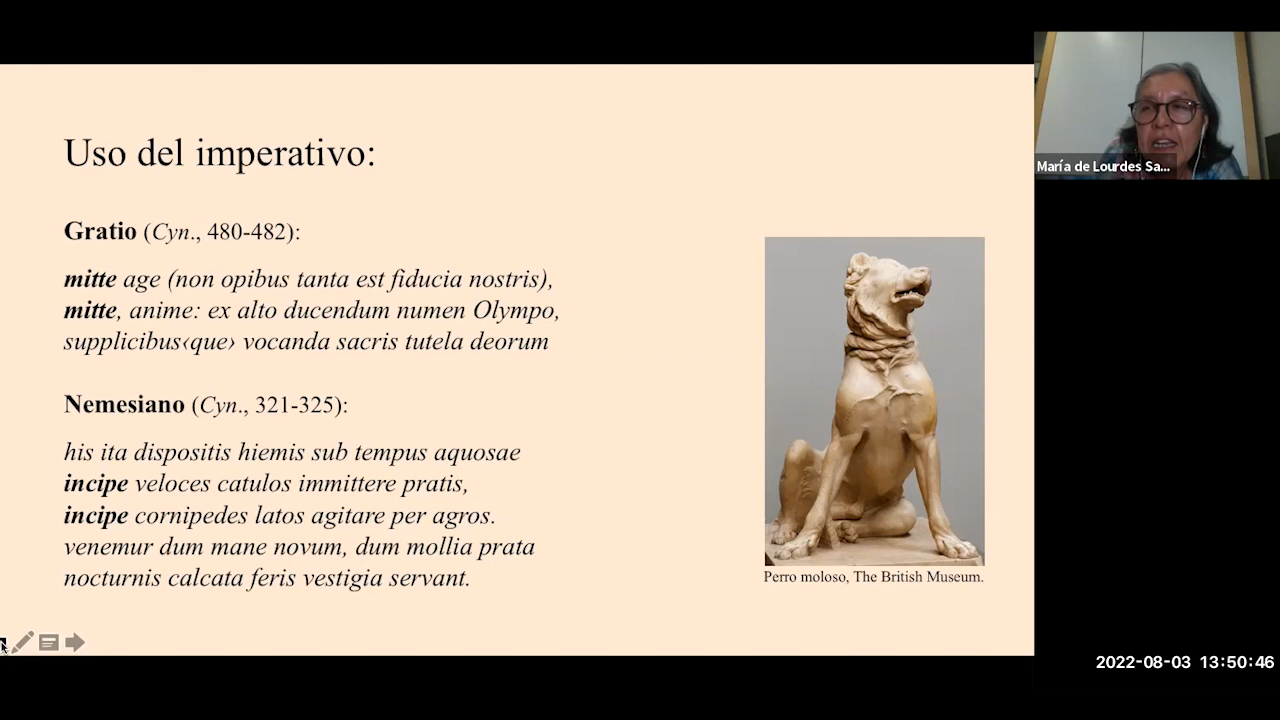 Uso del imperativo:
Gratio (Cyn., 480-482):
mitte age (non opibus tanta est fiducia nostris),
mitte, anime: ex alto ducendum numen Olympo,
supplicibus‹que› vocanda sacris tutela deorum
Nemesiano (Cyn., 321-325):
his ita dispositis hiemis sub tempus aquosae
incipe veloces catulos immittere pratis,
incipe cornipedes latos agitare per agros.
venemur dum mane novum, dum mollia prata
nocturnis calcata feris vestigia servant.
Perro moloso, The British Museum.
María de Lourdes Sa...
2022-08-03 13:50:46